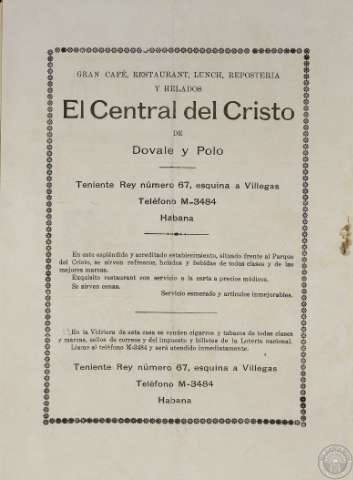 GRAN CAFÉ, RESTAURANT, LUNCH, REPOSTERIA
Y HELADOS
El Central del Cristo
DE
Dovale y Polo
Teniente Rey número 67, esquina a Villegas
Teléfono M-3484
Habana
En este espléndido y acreditado establecimiento, situado frente al Parque
del Cristo, se sirven refrescos, helados y bebidas de todas clases y de las
mejores marcas.
Exquisito restaurant con servicio a la carta a precios módicos.
Se sirven cenas.
Servicio esmerado y artículos inmejorables.
En la Vidriera de esta casa se venden cigarros y tabacos de todas clases
y marcas, sellos de correos y del impuesto y billetes de la Lotería nacional.
Llame al teléfono M-3484 y será atendido inmediatamente.
Teniente Rey número 67, esquina a Villegas
Teléfono M-3484
Habana